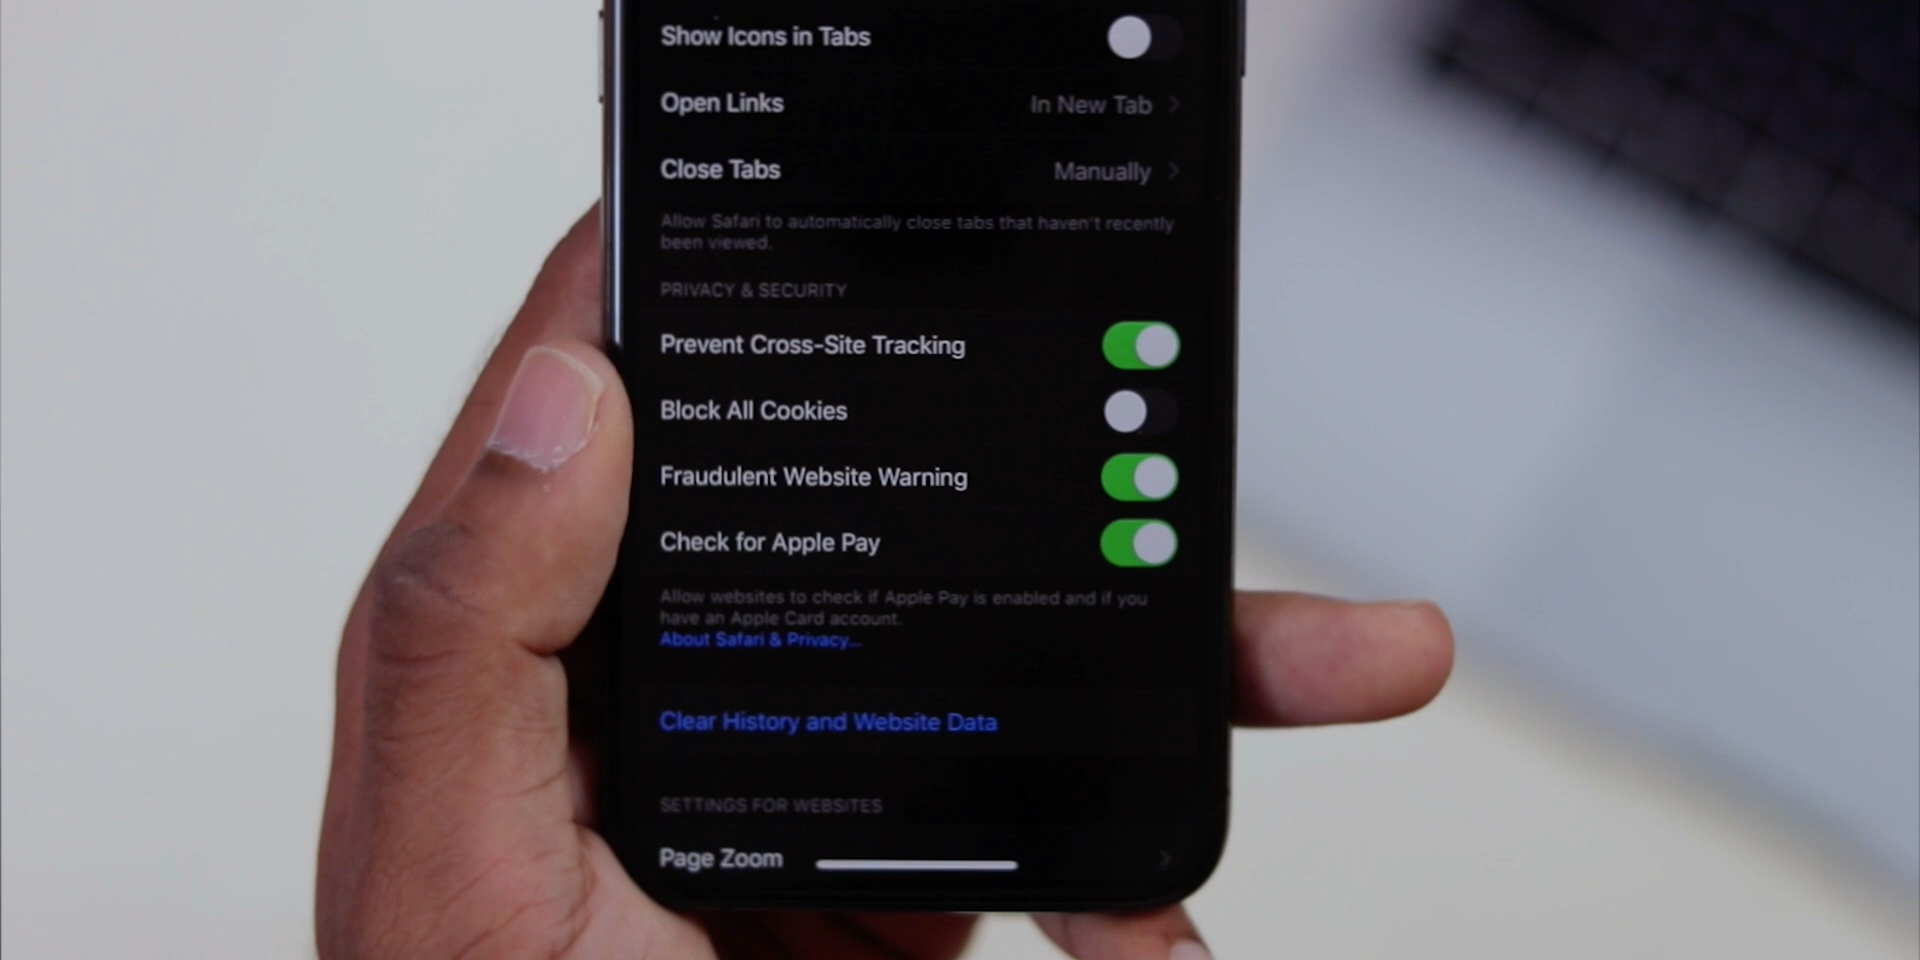 Show Icons in Tabs
Open Links In New Tab
Close Tabs Manually
Allow Safari to automatically close tabs that haven't recently
been viewed.
PRIVACY & SECURITY
Prevent Cross-Site Tracking
Block All Cookies
Fraudulent Website Warning
Check for Apple Pay
Allow websites to check if Apple Pay is enabled and if you
have an Apple Card account.
About Safari & Privacy...
Clear History and Website Data
SETTINGS FOR WEBSITES
Page Zoom